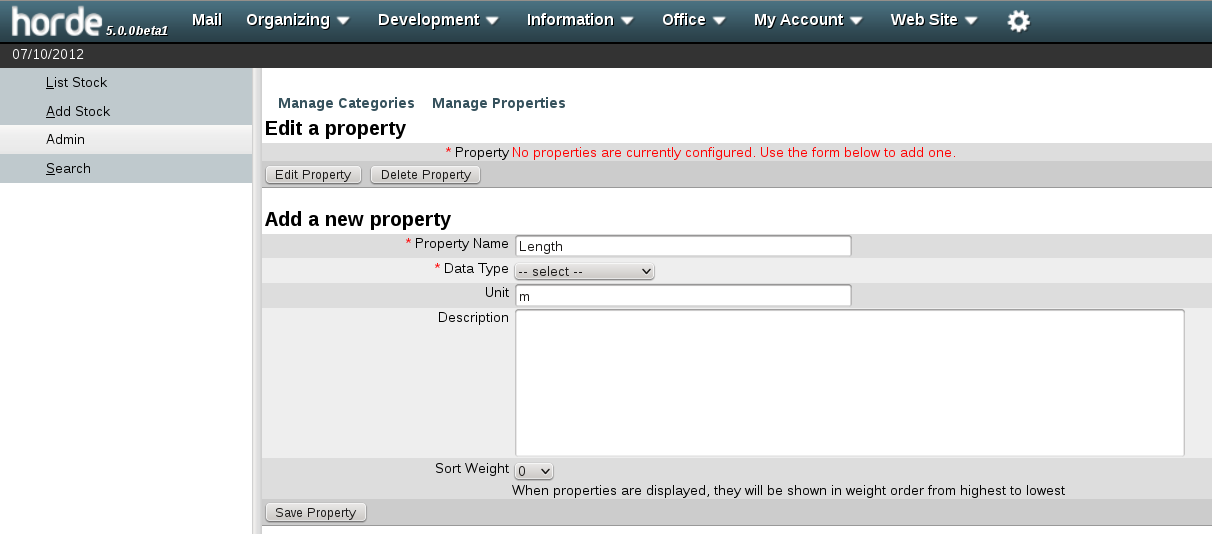 horde 5.0.0beta1 Mail Organizing Development Information Office My Account Web Site
07/10/2012
List Stock
Add Stock
Admin
Search
Manage Categories Manage Properties
Edit a property
* Property No properties are currently configured. Use the form below to add one.
Edit Property Delete Property
Add a new property
* Property Name Length
* Data Type -- select --
Unit m
Description
Sort Weight 0
When properties are displayed, they will be shown in weight order from highest to lowest
Save Property